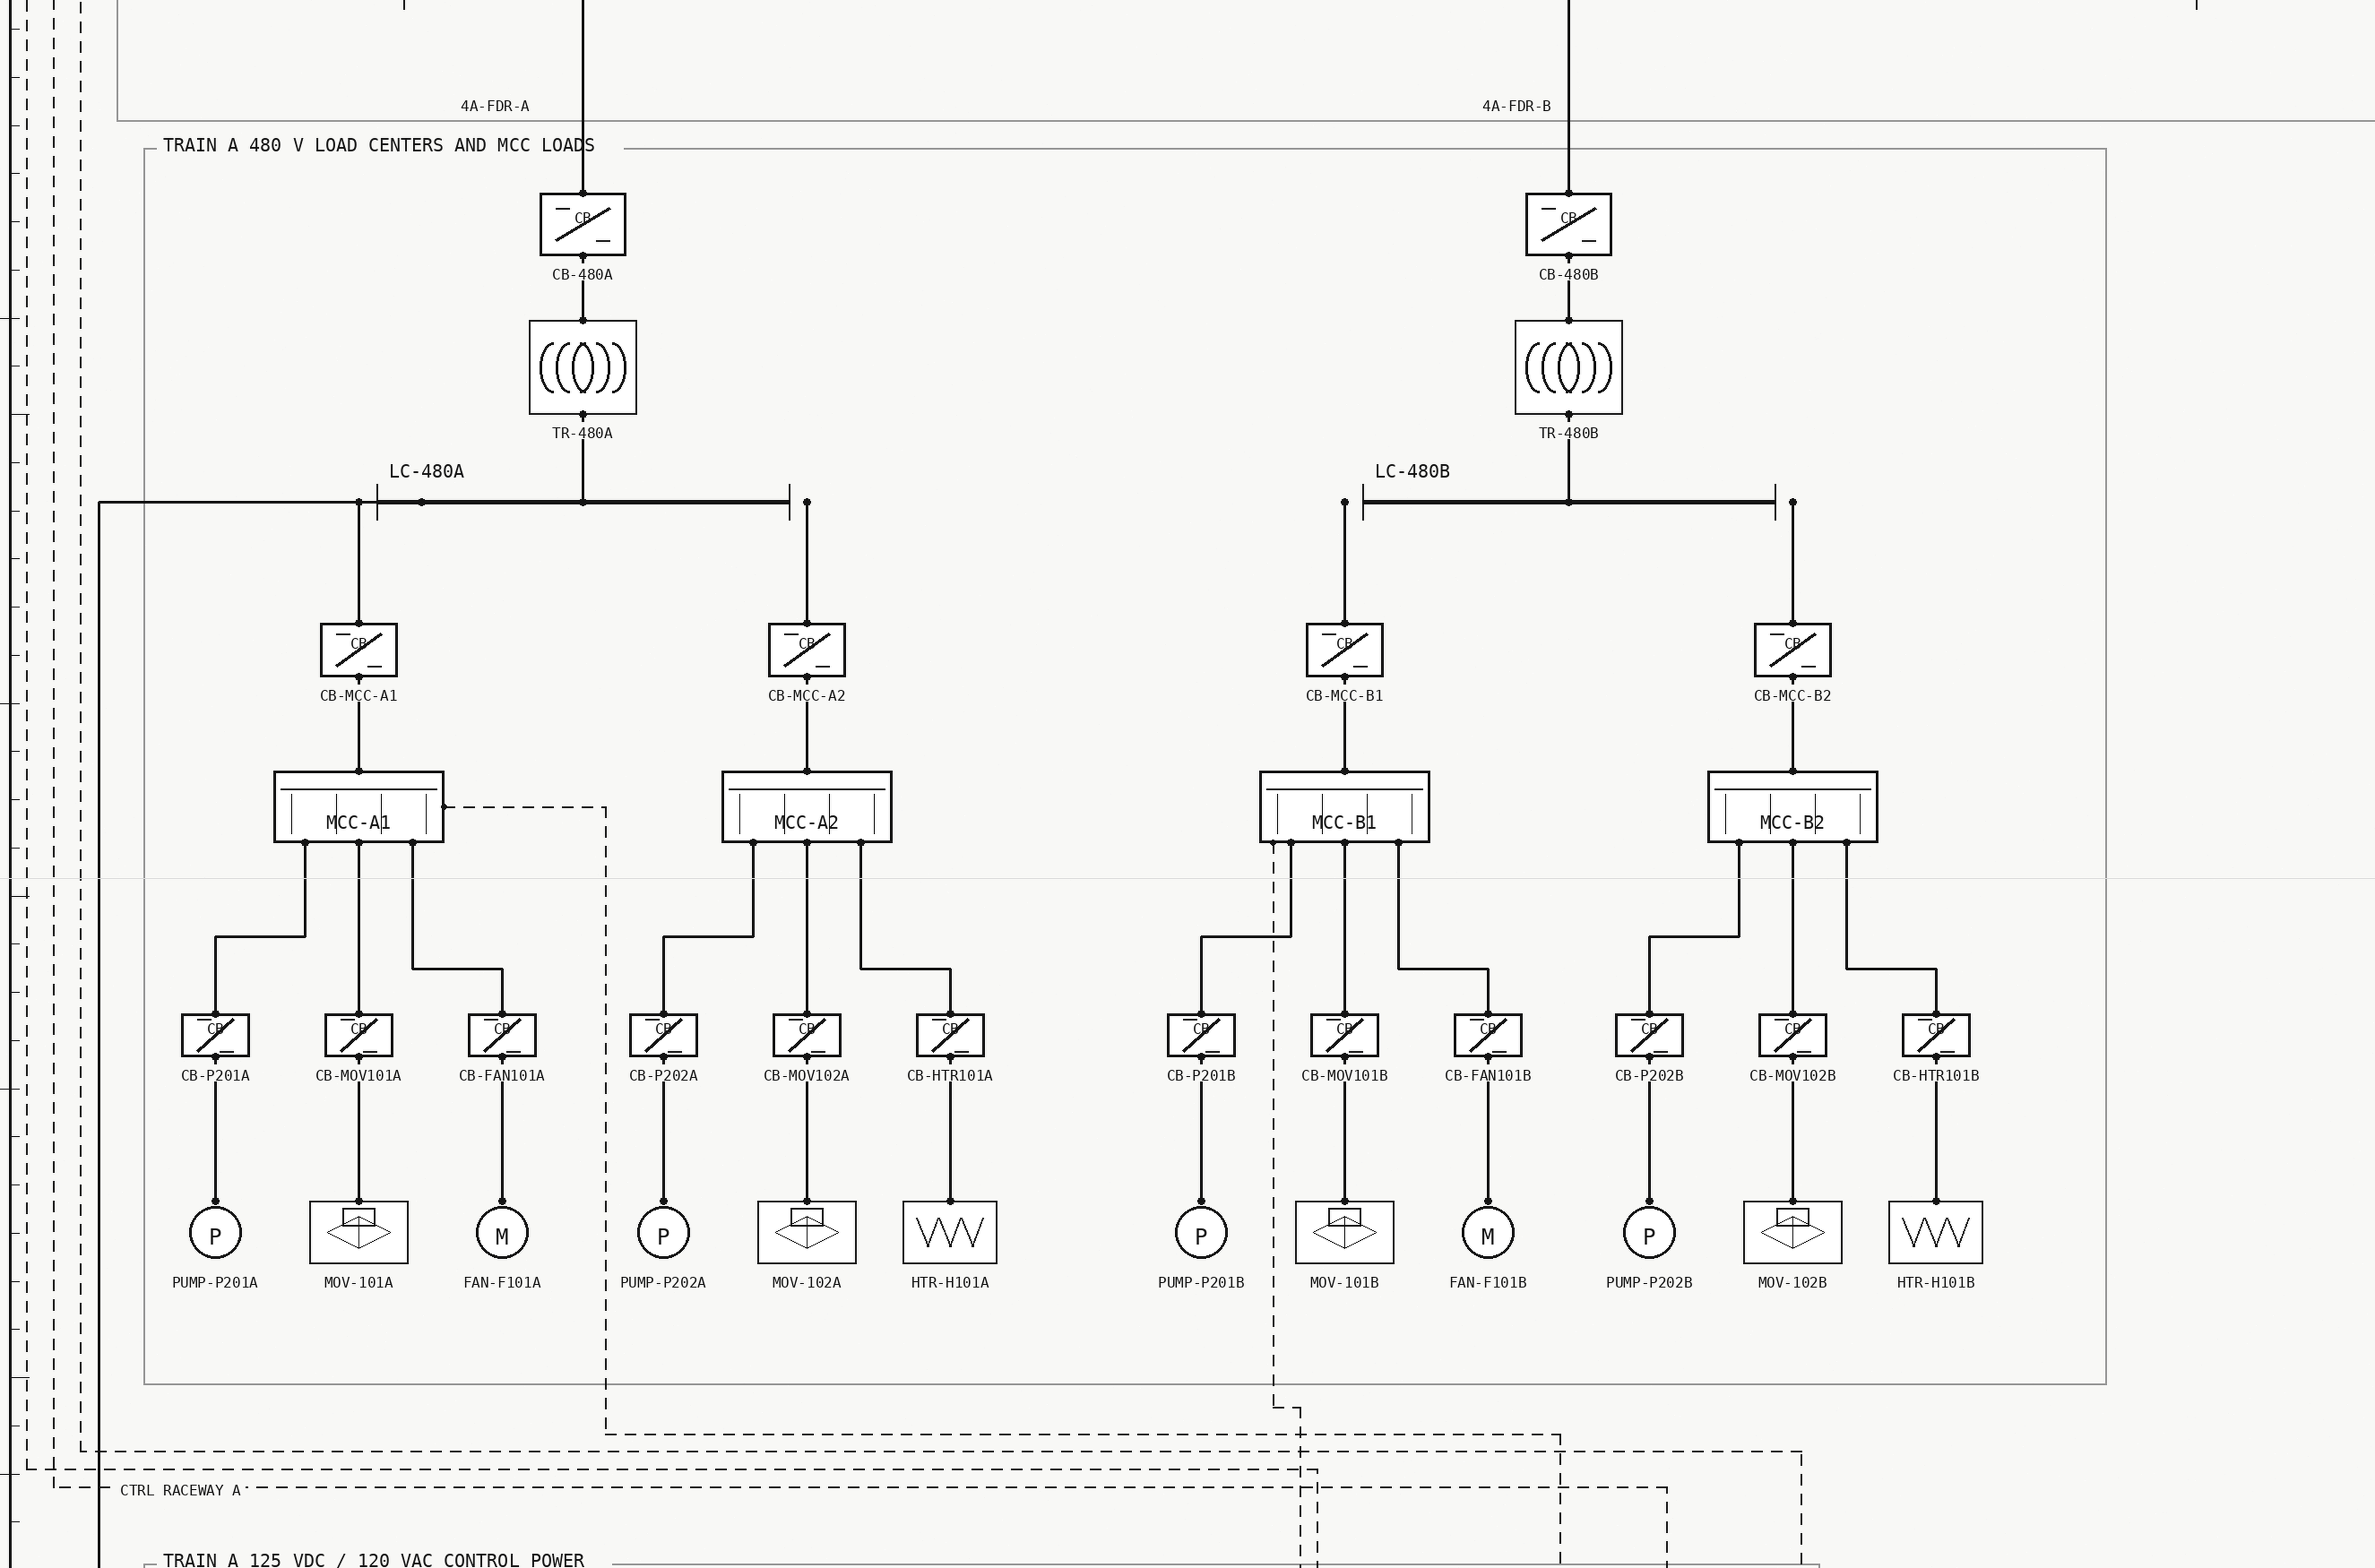 4A-FDR-A 4A-FDR-B
TRAIN A 480 V LOAD CENTERS AND MCC LOADS
CB CB
CB-480A CB-480B
TR-480A TR-480B
LC-480A LC-480B
CB CB CB CB
CB-MCC-A1 CB-MCC-A2 CB-MCC-B1 CB-MCC-B2
MCC-A1 MCC-A2 MCC-B1 MCC-B2
CB CB CB CB CB CB CB CB CB CB CB CB
CB-P201A CB-MOV101A CB-FAN101A CB-P202A CB-MOV102A CB-HTR101A CB-P201B CB-MOV101B CB-FAN101B CB-P202B CB-MOV102B CB-HTR101B
P M P P M P
PUMP-P201A MOV-101A FAN-F101A PUMP-P202A MOV-102A HTR-H101A PUMP-P201B MOV-101B FAN-F101B PUMP-P202B MOV-102B HTR-H101B
CTRL RACEWAY A
TRAIN A 125 VDC / 120 VAC CONTROL POWER